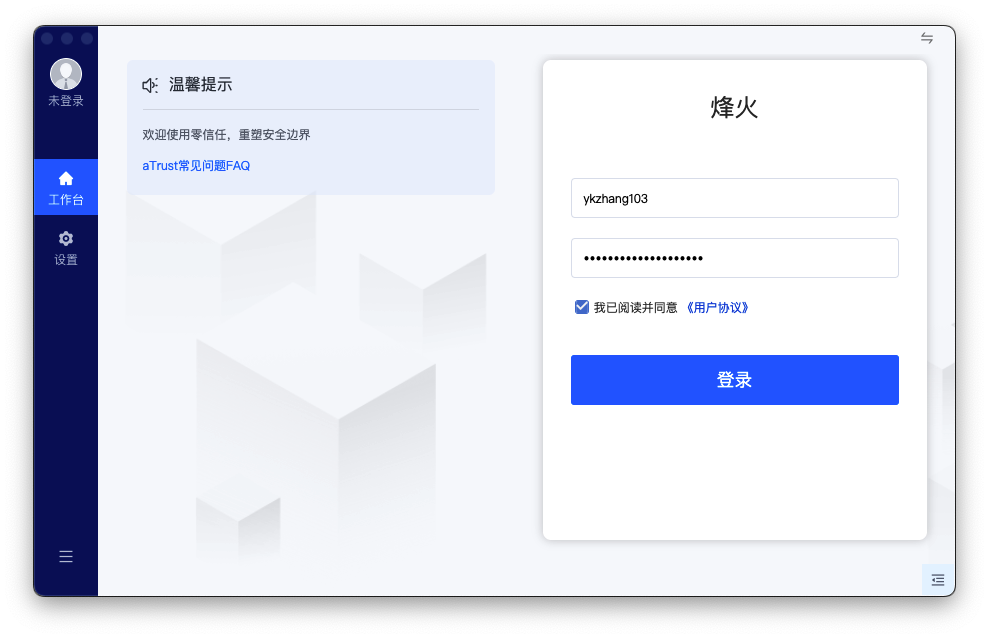 未登录
工作台
设置
温馨提示
欢迎使用零信任，重塑安全边界
aTrust常见问题FAQ
烽火
ykzhang103
••••••••••••••••••••
我已阅读并同意 《用户协议》
登录